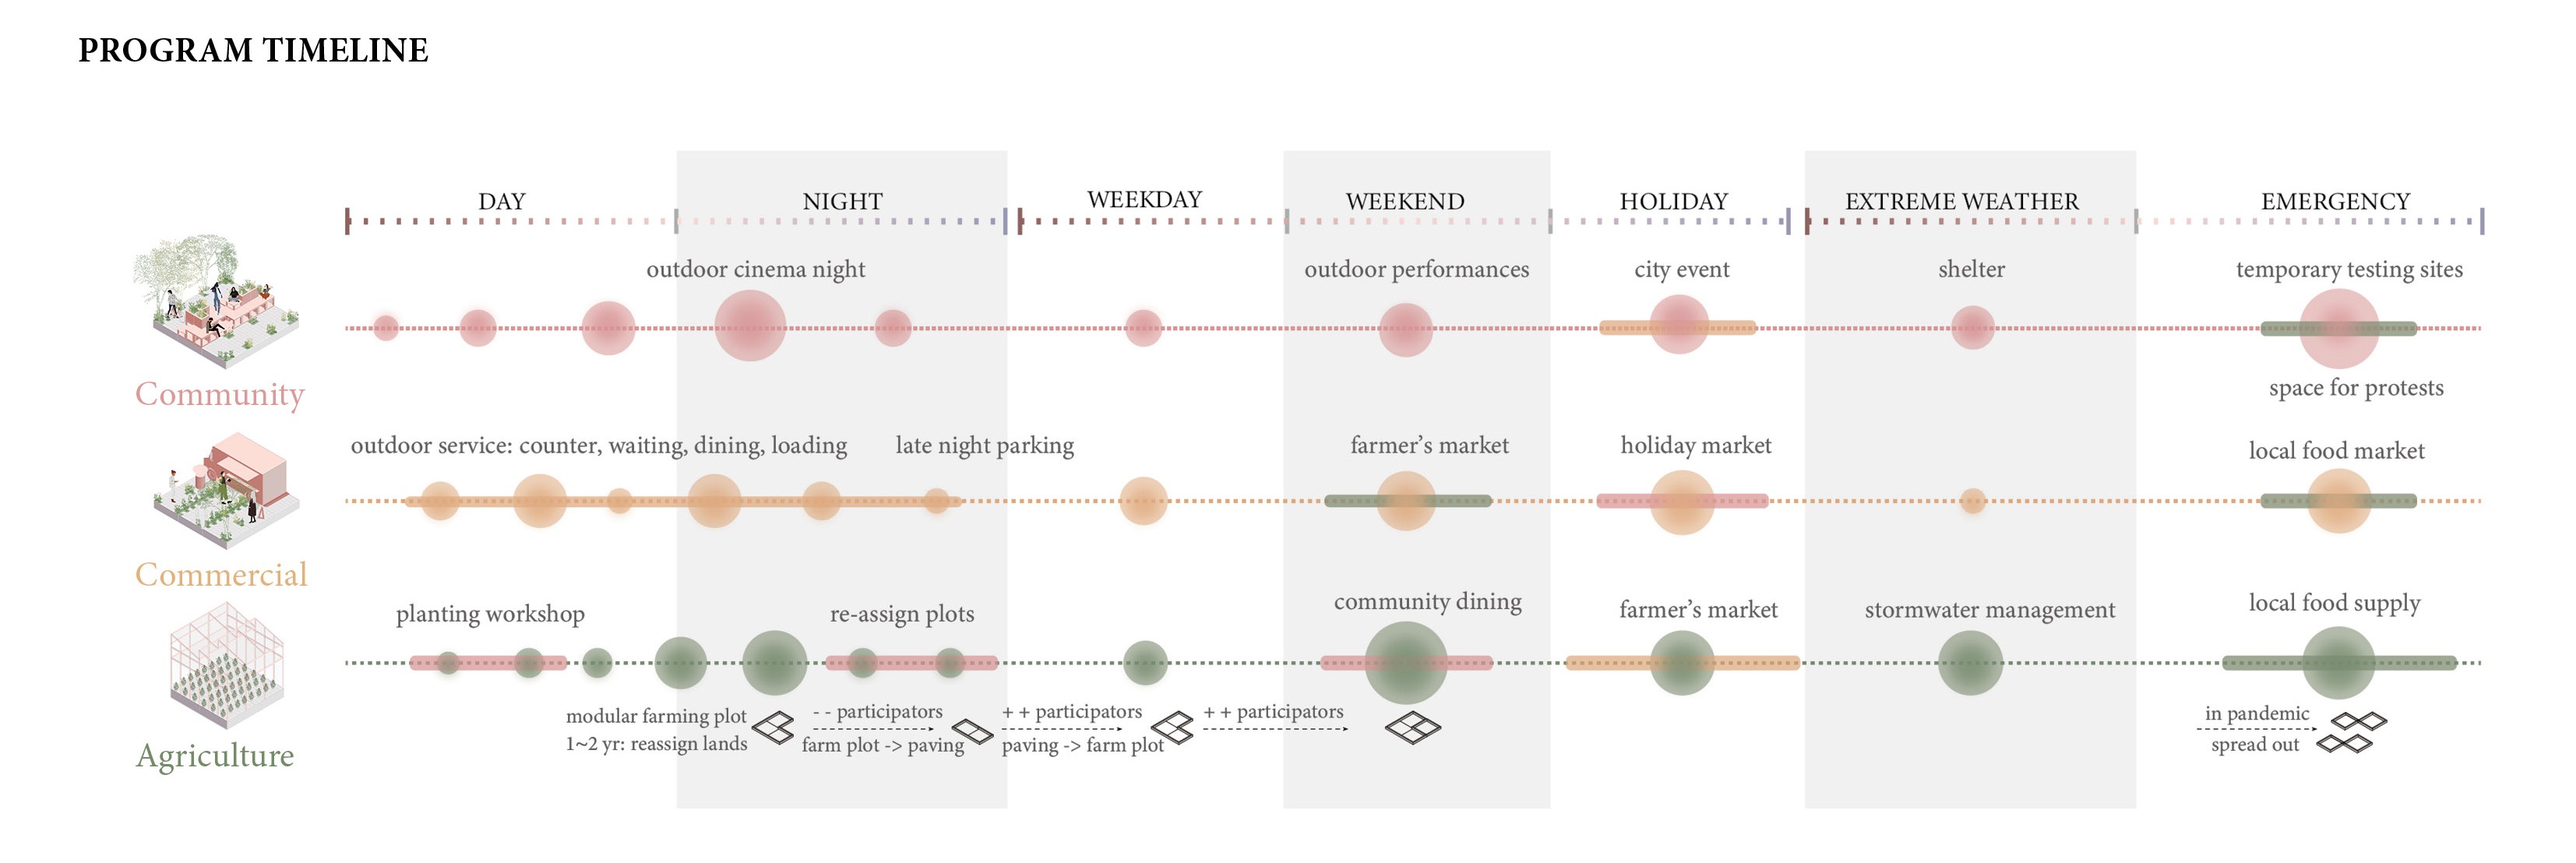 PROGRAM TIMELINE
DAY
NIGHT
WEEKDAY
WEEKEND
HOLIDAY
EXTREME WEATHER
EMERGENCY
outdoor cinema night
outdoor performances
city event
shelter
temporary testing sites
Community
space for protests
outdoor service: counter, waiting, dining, loading
late night parking
farmer’s market
holiday market
local food market
Commercial
planting workshop
re-assign plots
community dining
farmer’s market
stormwater management
local food supply
Agriculture
modular farming plot
1~2 yr: reassign lands
- - participators
farm plot -> paving
+ + participators
paving -> farm plot
+ + participators
in pandemic
spread out